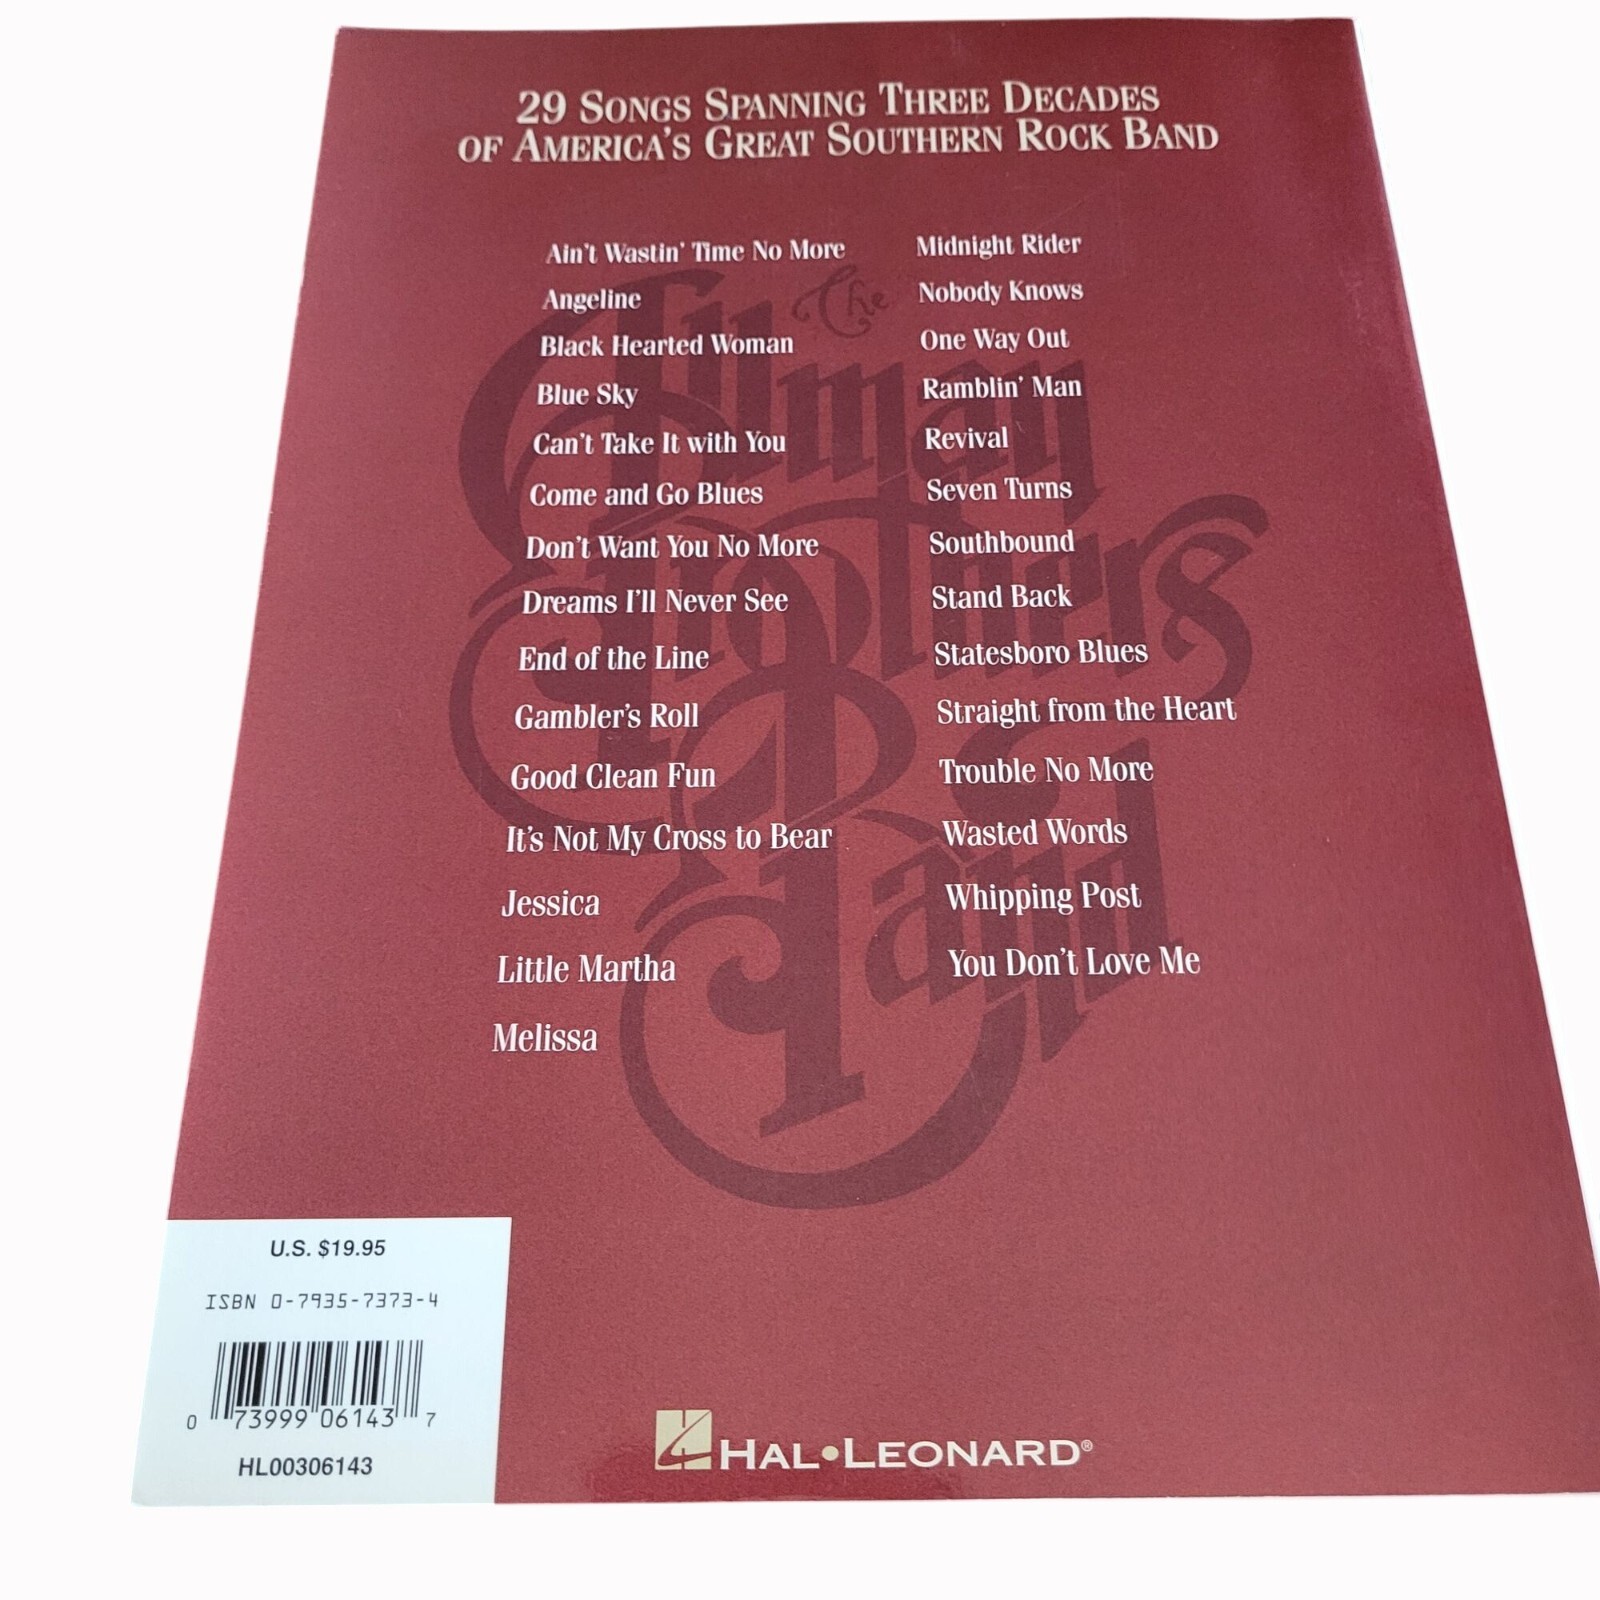 29 Songs Spanning Three Decades
of America's Great Southern Rock Band
The
Allman
Brothers
Band
Ain't Wastin' Time No More
Angeline
Black Hearted Woman
Blue Sky
Can't Take It with You
Come and Go Blues
Don't Want You No More
Dreams I'll Never See
End of the Line
Gambler's Roll
Good Clean Fun
It's Not My Cross to Bear
Jessica
Little Martha
Melissa
Midnight Rider
Nobody Knows
One Way Out
Ramblin' Man
Revival
Seven Turns
Southbound
Stand Back
Statesboro Blues
Straight from the Heart
Trouble No More
Wasted Words
Whipping Post
You Don't Love Me
U.S. $19.95
ISBN 0-7935-7373-4
0 73999 06143 7
HL00306143
HAL•LEONARD®